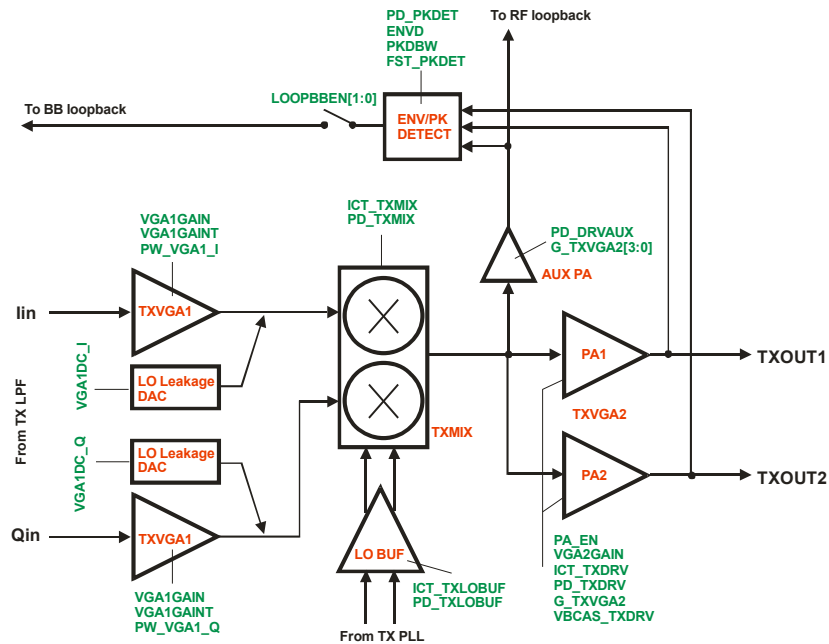 To RF loopback
PD_PKDET
ENVD
PKDBW
FST_PKDET
To BB loopback
LOOPBBEN[1:0]
ENV/PK
DETECT
ICT_TXMIX
PD_TXMIX
VGA1GAIN
VGA1GAINT
PW_VGA1_I
PD_DRVAUX
G_TXVGA2[3:0]
AUX PA
Iin
TXVGA1
PA1
TXOUT1
VGA1DC_I
LO Leakage
DAC
TXVGA2
From TX LPF
TXMIX
VGA1DC_Q
LO Leakage
DAC
PA2
TXOUT2
Qin
TXVGA1
LO BUF
PA_EN
VGA2GAIN
ICT_TXDRV
PD_TXDRV
G_TXVGA2
VBCAS_TXDRV
ICT_TXLOBUF
PD_TXLOBUF
VGA1GAIN
VGA1GAINT
PW_VGA1_Q
From TX PLL